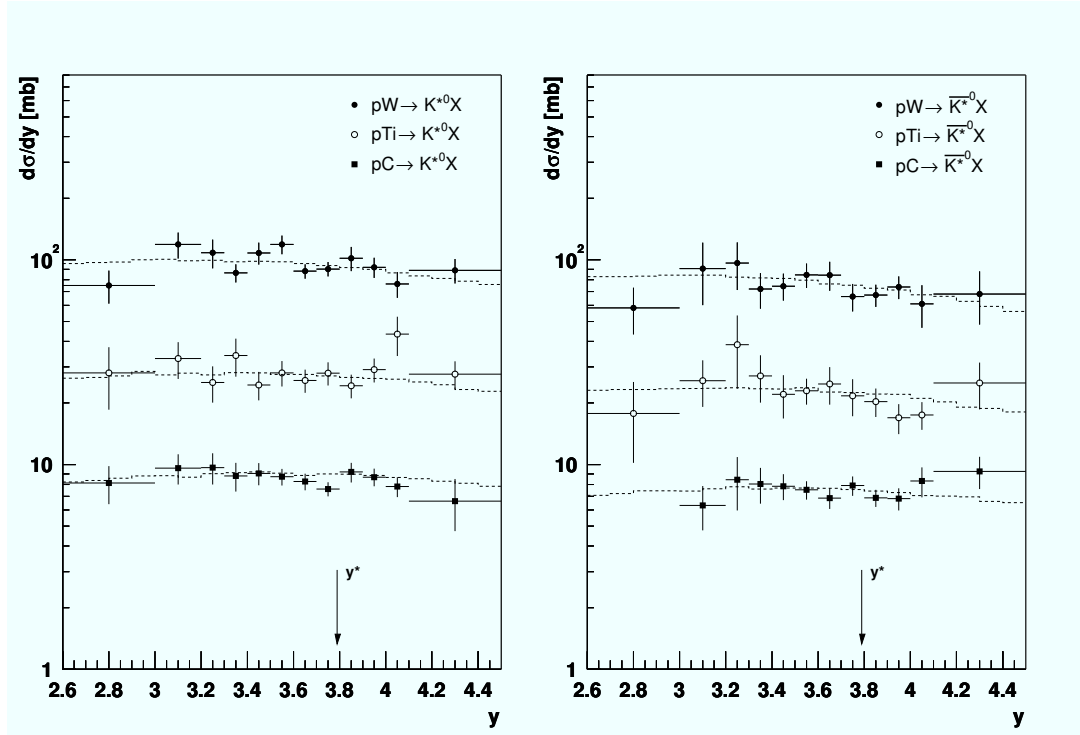 dσ/dy [mb]
pW→ K*⁰X
pTi→ K*⁰X
pC→ K*⁰X
10²
10
1
y*
2.6 2.8 3 3.2 3.4 3.6 3.8 4 4.2 4.4
y
dσ/dy [mb]
pW→ K̅*̅⁰X
pTi→ K̅*̅⁰X
pC→ K̅*̅⁰X
10²
10
1
y*
2.6 2.8 3 3.2 3.4 3.6 3.8 4 4.2 4.4
y